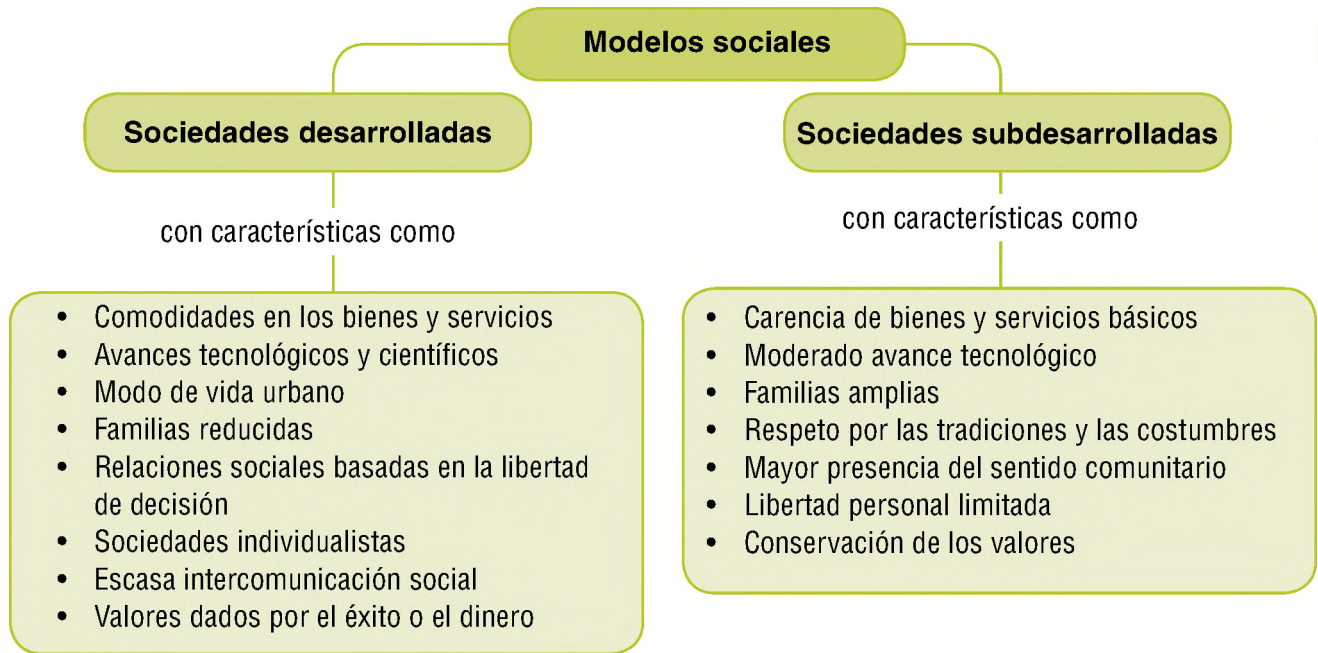 Modelos sociales
Sociedades desarrolladas
con características como
• Comodidades en los bienes y servicios
• Avances tecnológicos y científicos
• Modo de vida urbano
• Familias reducidas
• Relaciones sociales basadas en la libertad
de decisión
• Sociedades individualistas
• Escasa intercomunicación social
• Valores dados por el éxito o el dinero
Sociedades subdesarrolladas
con características como
• Carencia de bienes y servicios básicos
• Moderado avance tecnológico
• Familias amplias
• Respeto por las tradiciones y las costumbres
• Mayor presencia del sentido comunitario
• Libertad personal limitada
• Conservación de los valores